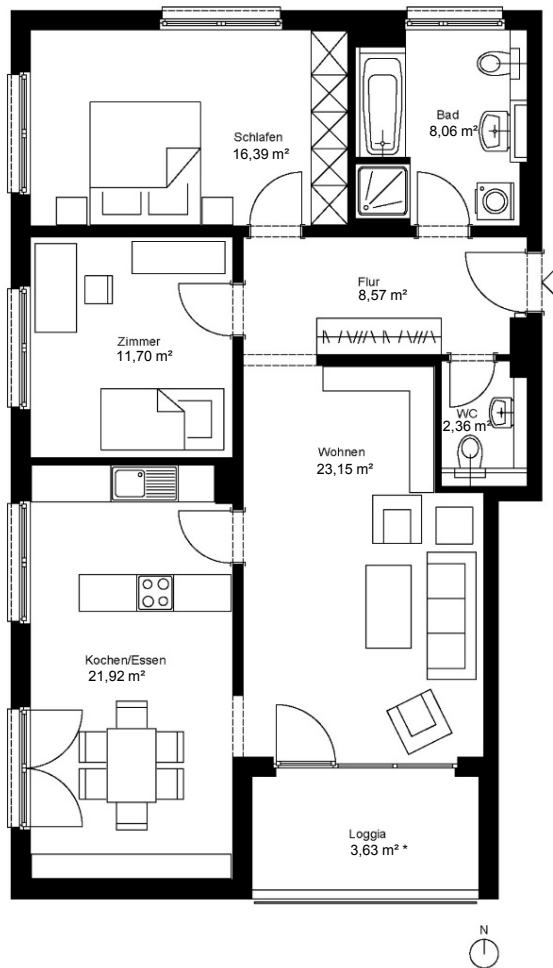 Schlafen
16,39 m²
Bad
8,06 m²
Flur
8,57 m²
Zimmer
11,70 m²
WC
2,36 m²
Wohnen
23,15 m²
Kochen/Essen
21,92 m²
Loggia
3,63 m² *
N